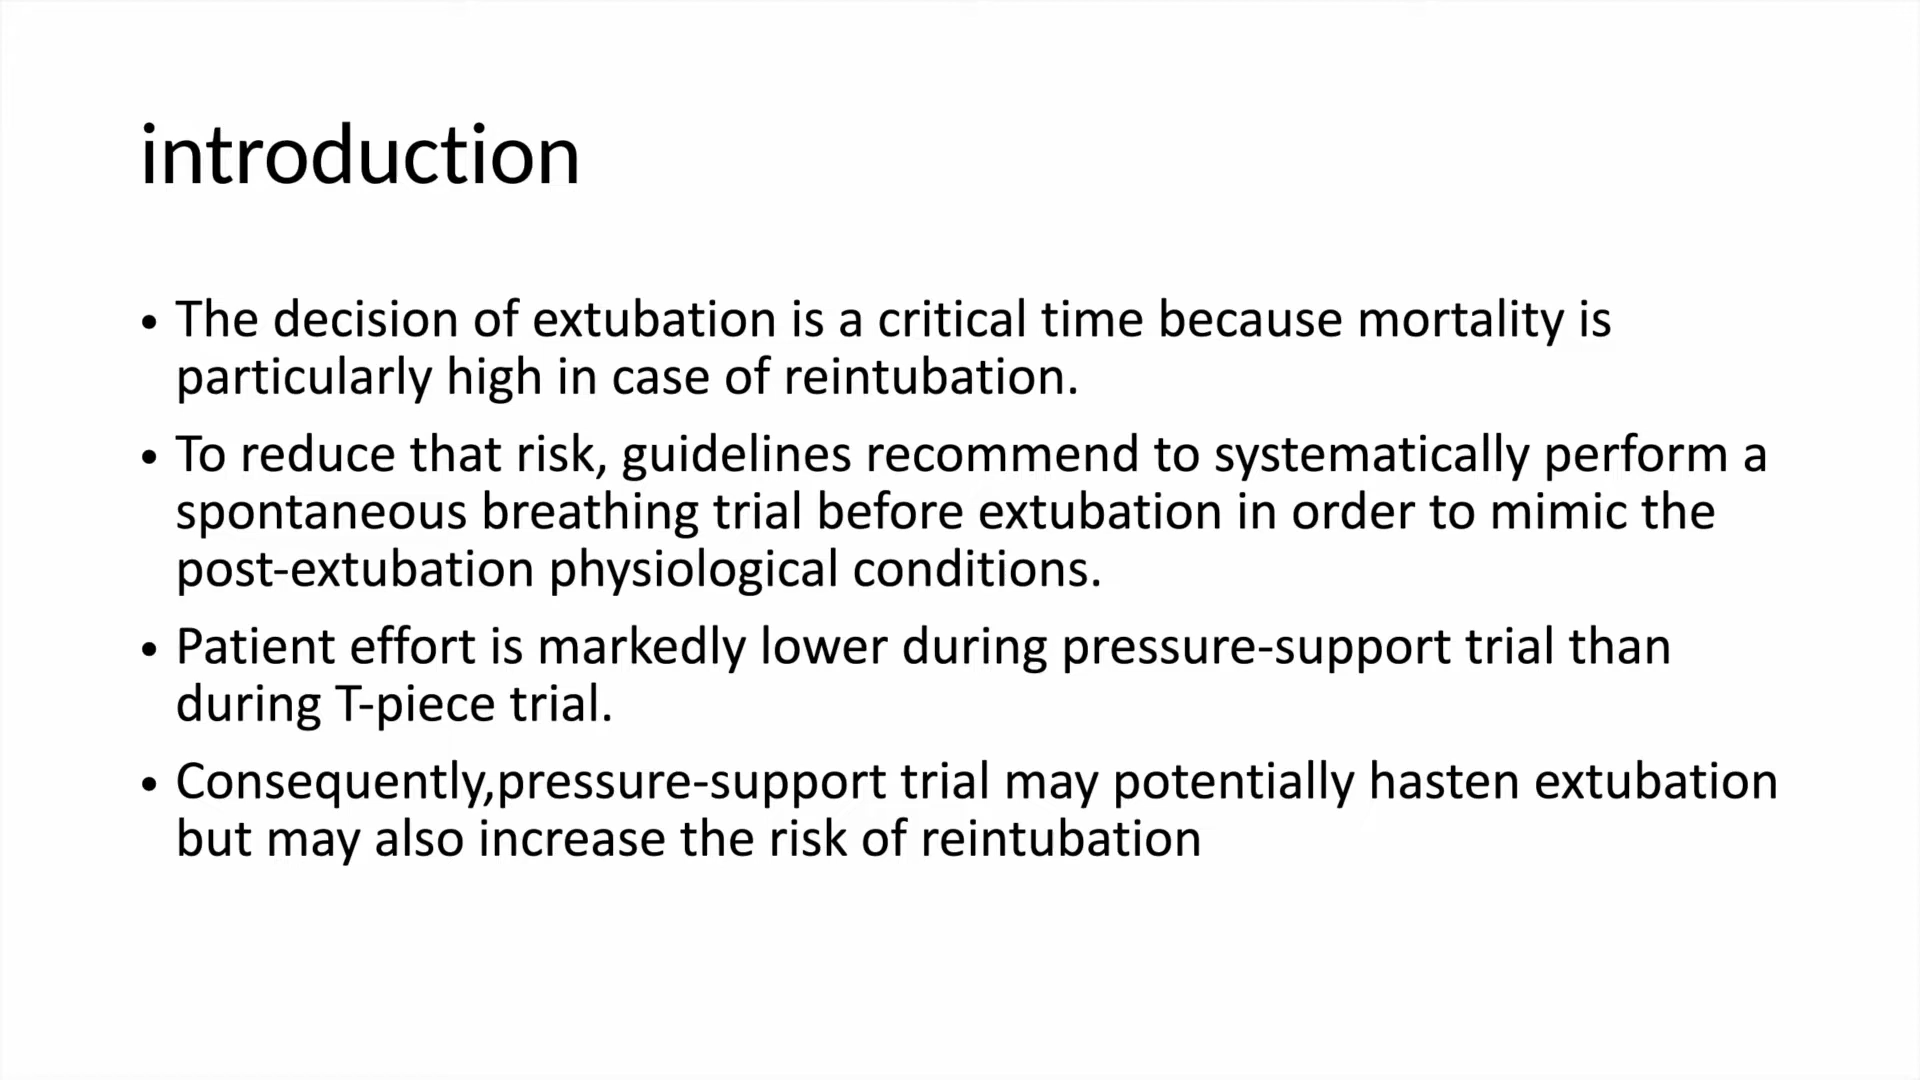 introduction
• The decision of extubation is a critical time because mortality is
particularly high in case of reintubation.
• To reduce that risk, guidelines recommend to systematically perform a
spontaneous breathing trial before extubation in order to mimic the
post-extubation physiological conditions.
• Patient effort is markedly lower during pressure-support trial than
during T-piece trial.
• Consequently,pressure-support trial may potentially hasten extubation
but may also increase the risk of reintubation